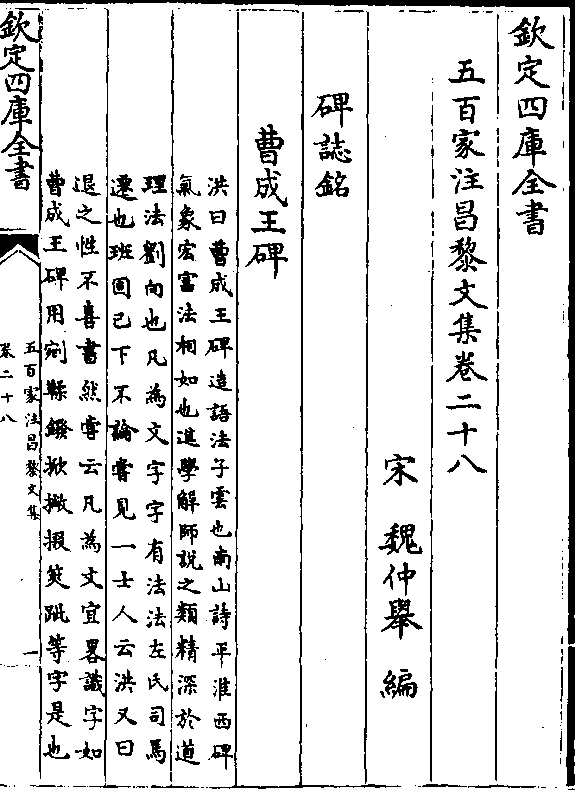 欽定四庫全書
五百家注昌黎文集卷二十八
宋 魏仲舉 編
碑誌銘
曹成王碑
洪曰曹成王碑造語法子雲也南山詩平淮西碑
氣象宏富法相如也進學解師説之類精深於道
理法劉向也凡為文字字有法法左氏司馬
遷也班固已下不論嘗見一士人云洪又曰
退之性不喜書然嘗云凡為文宜畧識字如
曹成王碑用剜鞣鏺掀撇掇筴跐等字是也
欽定四庫全書
五百家注昌黎文集
卷二十八
一